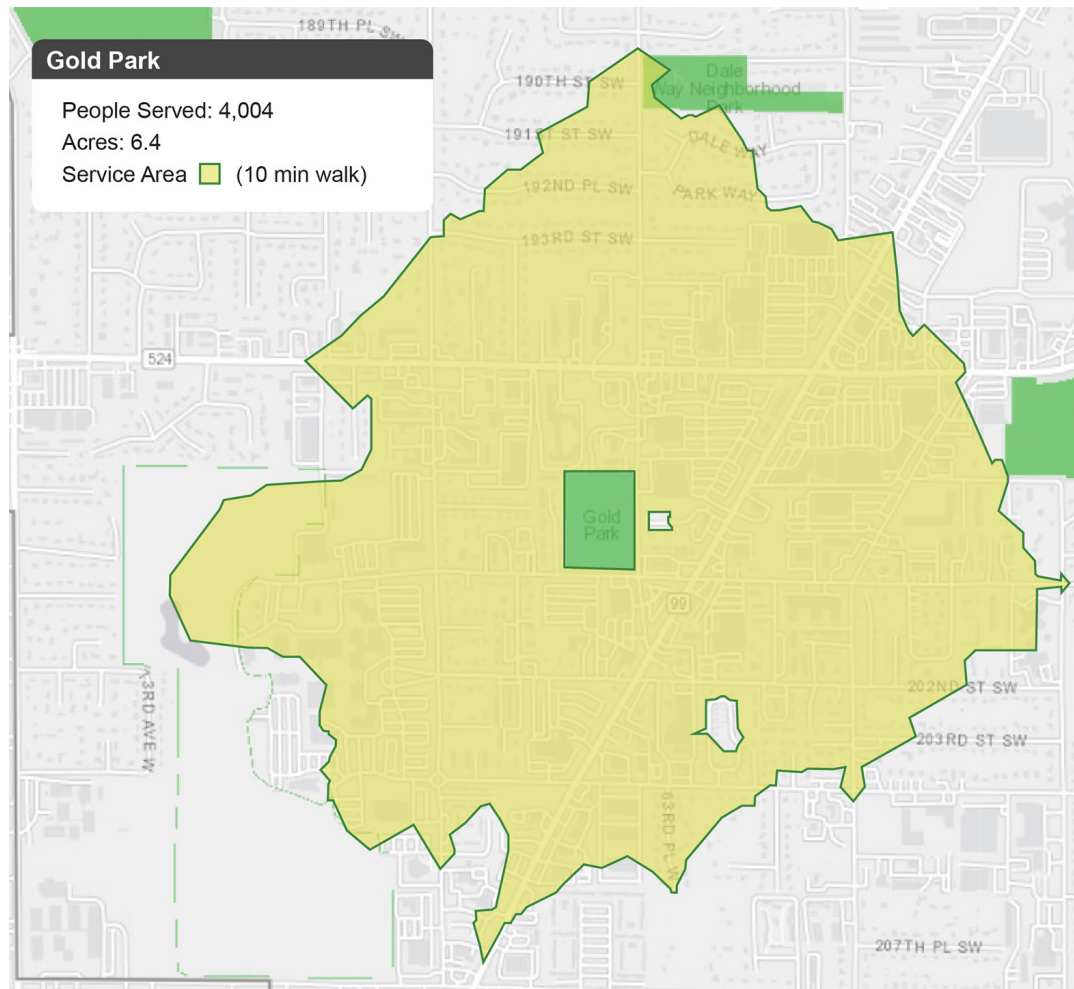 189TH PL SW
Gold Park
People Served: 4,004
Acres: 6.4
Service Area (10 min walk)
190TH ST SW
Dale
Way Neighborhood
Park
191ST ST SW
DALE WAY
192ND PL SW
PARK WAY
193RD ST SW
524
Gold
Park
99
202ND ST SW
203RD ST SW
63RD PL W
207TH PL SW